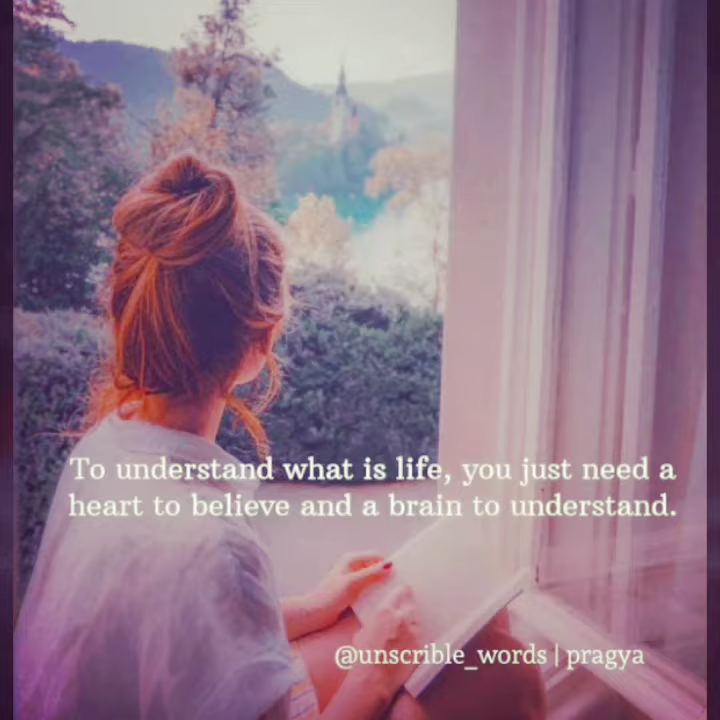 To understand what is life, you just need a
heart to believe and a brain to understand.
@unscrible_words | pragya